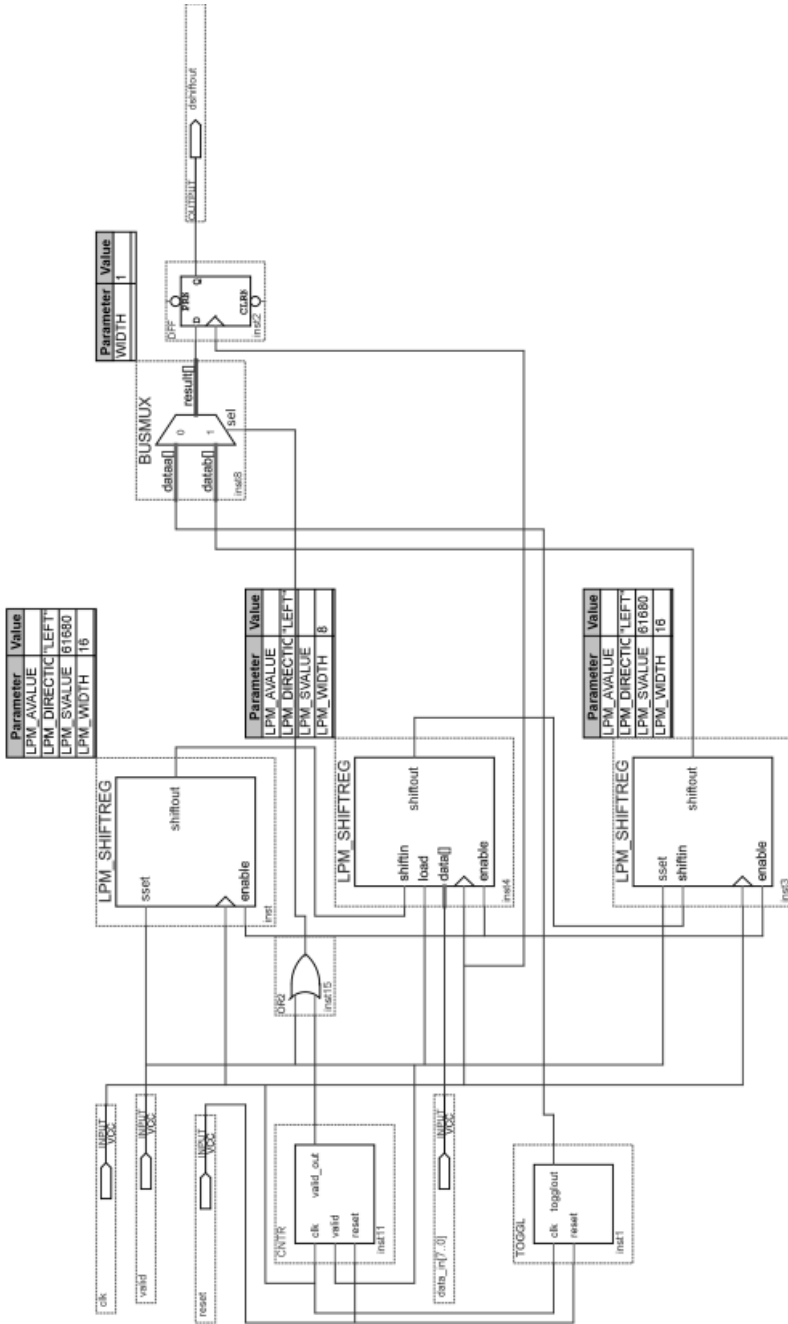 clk
INPUT
VCC
valid
INPUT
VCC
reset
INPUT
VCC
CNTR
clk
valid
reset
valid_out
inst11
data_in[7..0]
INPUT
VCC
TOGGL
clk
reset
togglout
inst1
OR2
inst15
LPM_SHIFTREG
sset
shiftout
enable
inst
Parameter Value
LPM_AVALUE
LPM_DIRECTIC "LEFT"
LPM_SVALUE 61680
LPM_WIDTH 16
LPM_SHIFTREG
shiftin
load
data[]
enable
shiftout
inst4
Parameter Value
LPM_AVALUE
LPM_DIRECTIC "LEFT"
LPM_SVALUE
LPM_WIDTH 8
LPM_SHIFTREG
sset
shiftin
enable
shiftout
inst3
Parameter Value
LPM_AVALUE
LPM_DIRECTIC "LEFT"
LPM_SVALUE 61680
LPM_WIDTH 16
BUSMUX
dataa[]
0
datab[]
1
sel
result[]
inst8
Parameter Value
WIDTH 1
DFF
PRN
D
Q
CLRN
inst2
OUTPUT
dshiftout